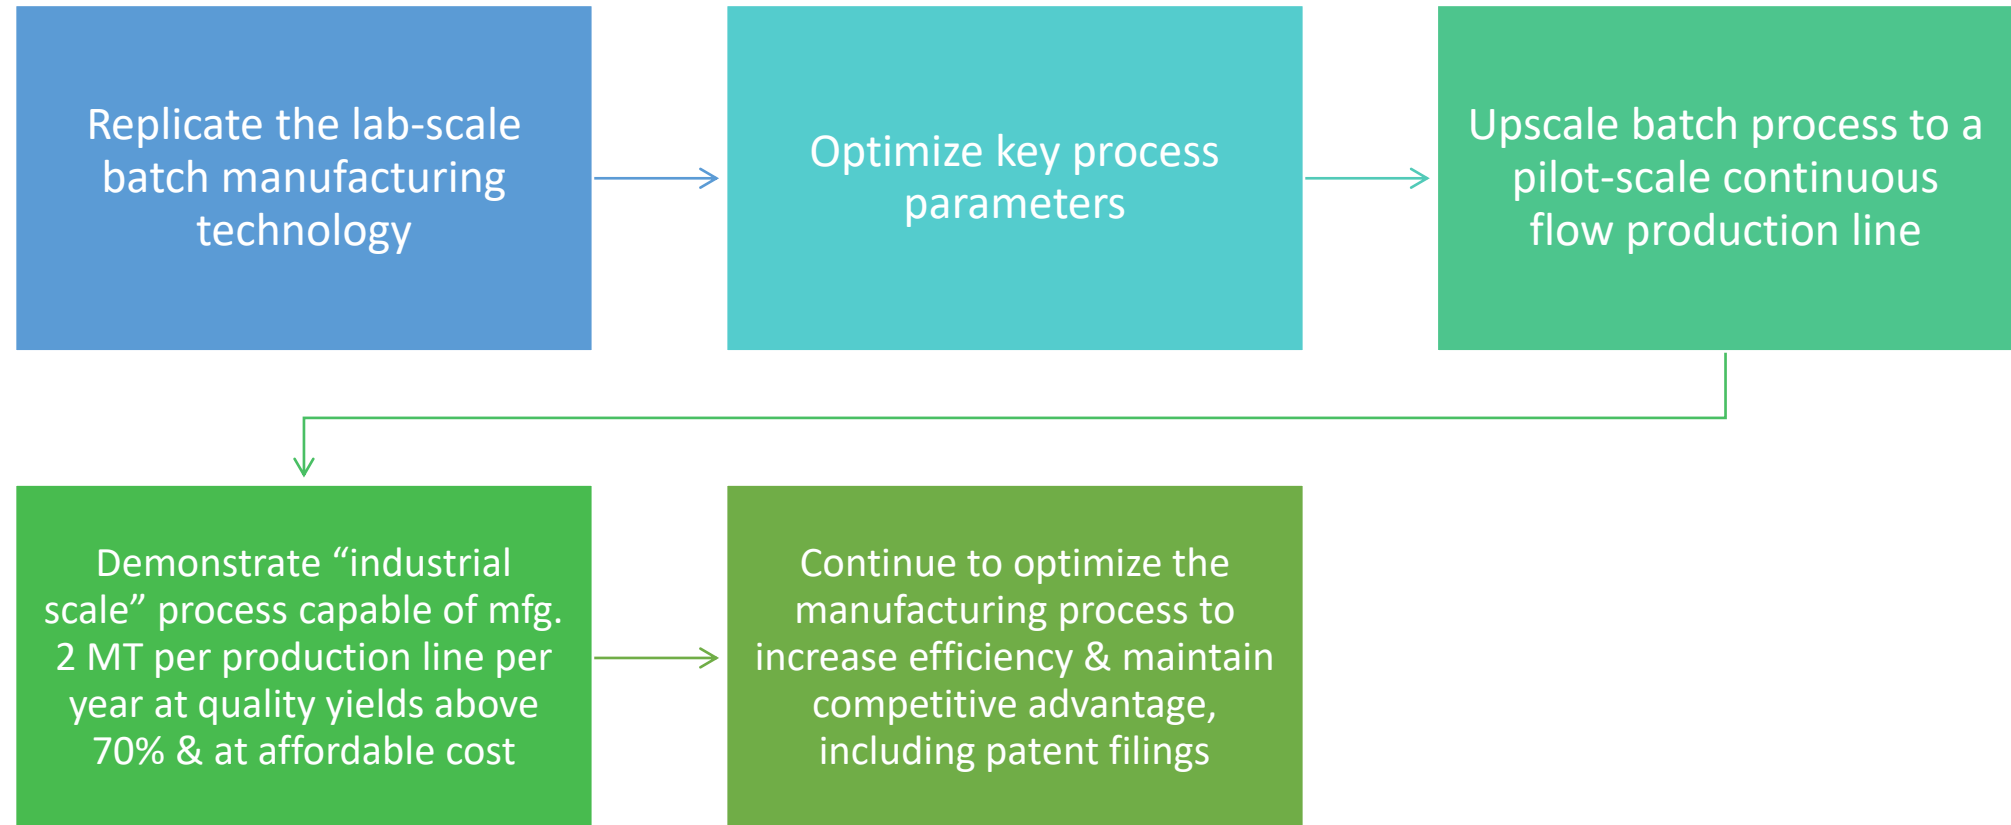 Replicate the lab-scale
batch manufacturing
technology
Optimize key process
parameters
Upscale batch process to a
pilot-scale continuous
flow production line
Demonstrate “industrial
scale” process capable of mfg.
2 MT per production line per
year at quality yields above
70% & at affordable cost
Continue to optimize the
manufacturing process to
increase efficiency & maintain
competitive advantage,
including patent filings